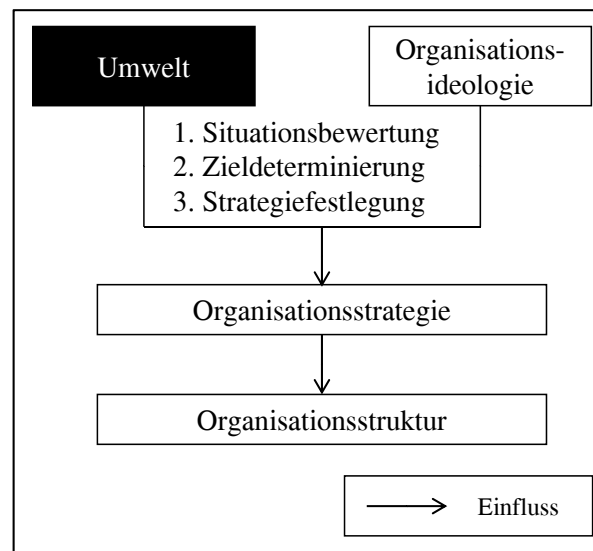 Umwelt
Organisations-
ideologie
1. Situationsbewertung
2. Zieldeterminierung
3. Strategiefestlegung
Organisationsstrategie
Organisationsstruktur
Einfluss